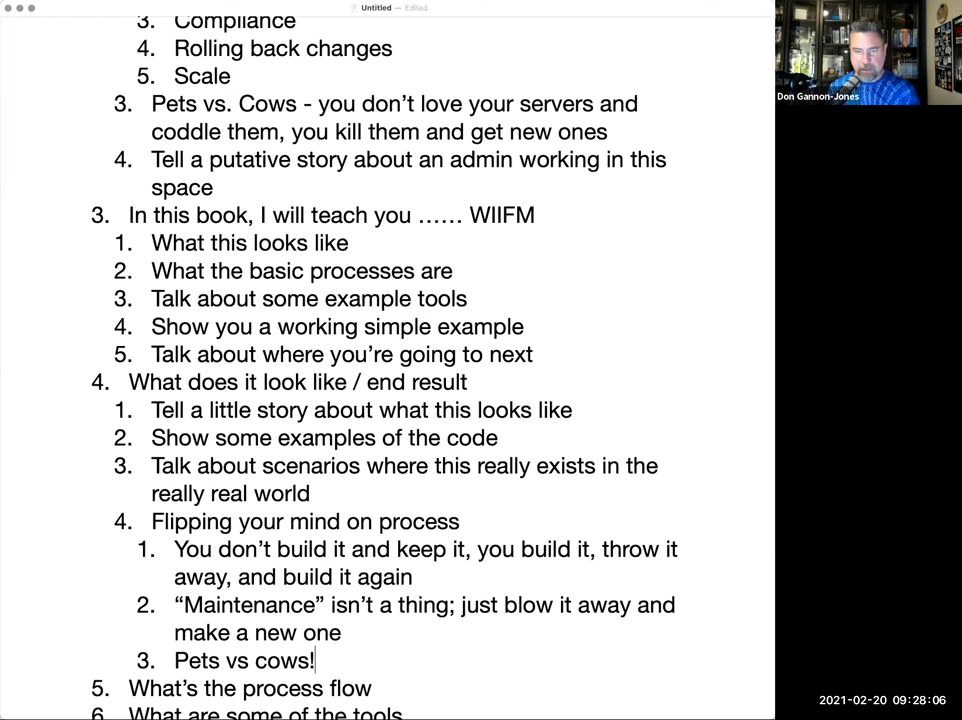 Untitled — Edited
3. Compliance
4. Rolling back changes
5. Scale
3. Pets vs. Cows - you don’t love your servers and
coddle them, you kill them and get new ones
4. Tell a putative story about an admin working in this
space
3. In this book, I will teach you …… WIIFM
1. What this looks like
2. What the basic processes are
3. Talk about some example tools
4. Show you a working simple example
5. Talk about where you’re going to next
4. What does it look like / end result
1. Tell a little story about what this looks like
2. Show some examples of the code
3. Talk about scenarios where this really exists in the
really real world
4. Flipping your mind on process
1. You don’t build it and keep it, you build it, throw it
away, and build it again
2. “Maintenance” isn’t a thing; just blow it away and
make a new one
3. Pets vs cows!
5. What’s the process flow
6. What are some of the tools
Don Gannon-Jones
2021-02-20 09:28:06